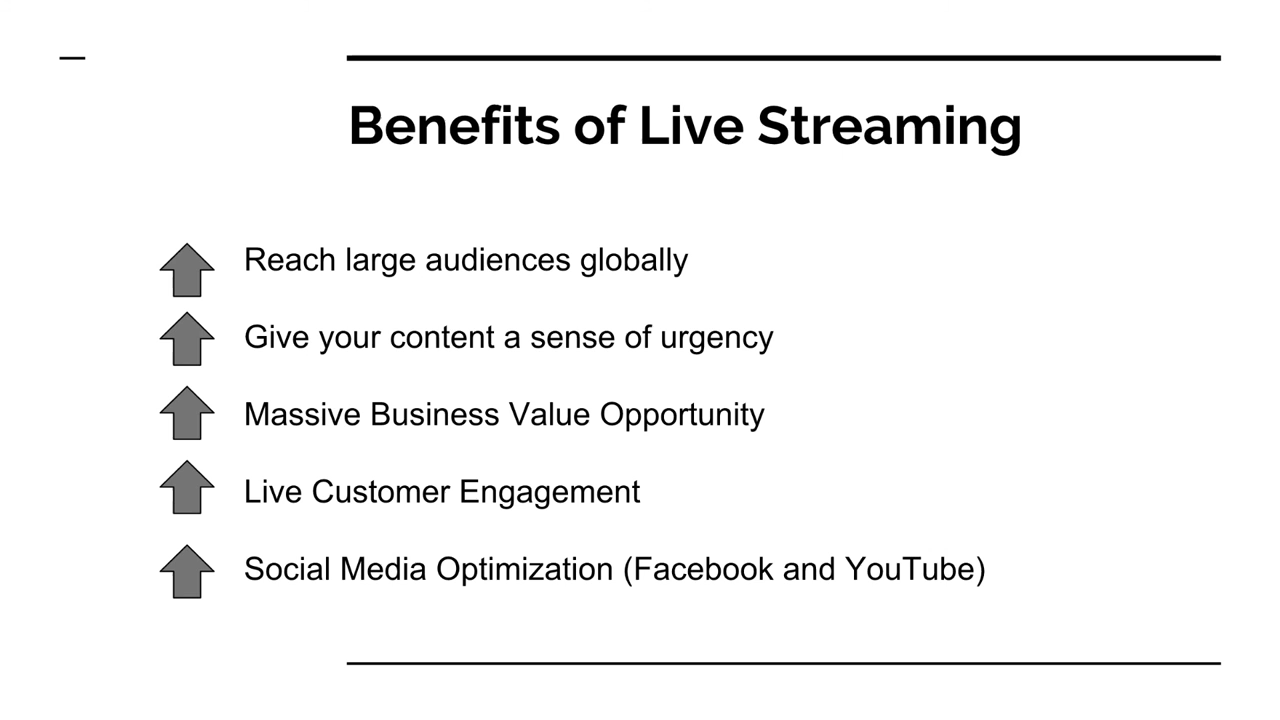 Benefits of Live Streaming
Reach large audiences globally
Give your content a sense of urgency
Massive Business Value Opportunity
Live Customer Engagement
Social Media Optimization (Facebook and YouTube)